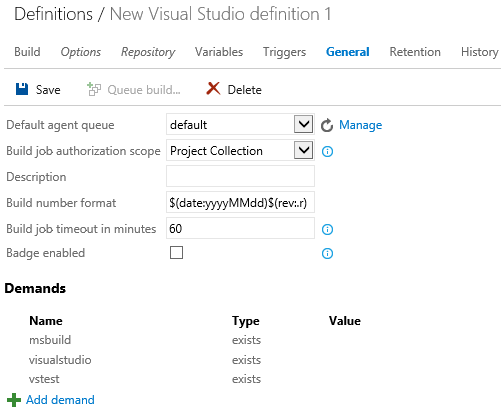 Definitions / New Visual Studio definition 1
Build Options Repository Variables Triggers General Retention History
Save Queue build... Delete
Default agent queue default Manage
Build job authorization scope Project Collection
Description
Build number format $(date:yyyyMMdd)$(rev:.r)
Build job timeout in minutes 60
Badge enabled
Demands
Name Type Value
msbuild exists
visualstudio exists
vstest exists
Add demand